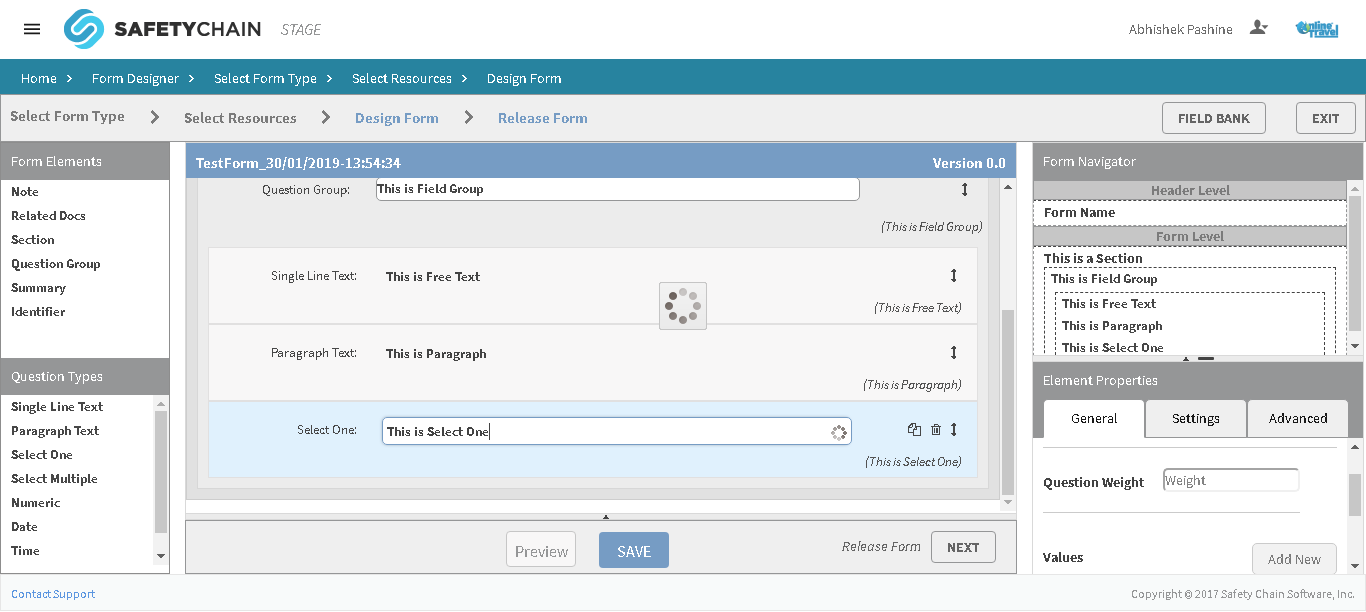 SAFETYCHAIN STAGE
Abhishek Pashine
Online Travel
Home > Form Designer > Select Form Type > Select Resources > Design Form
Select Form Type > Select Resources > Design Form > Release Form
FIELD BANK
EXIT
Form Elements
Note
Related Docs
Section
Question Group
Summary
Identifier
Question Types
Single Line Text
Paragraph Text
Select One
Select Multiple
Numeric
Date
Time
TestForm_30/01/2019-13:54:34 Version 0.0
Question Group: This is Field Group
(This is Field Group)
Single Line Text: This is Free Text
(This is Free Text)
Paragraph Text: This is Paragraph
(This is Paragraph)
Select One: This is Select One
(This is Select One)
Preview
SAVE
Release Form
NEXT
Form Navigator
Header Level
Form Name
Form Level
This is a Section
This is Field Group
This is Free Text
This is Paragraph
This is Select One
Element Properties
General Settings Advanced
Question Weight Weight
Values Add New
Contact Support
Copyright © 2017 Safety Chain Software, Inc.